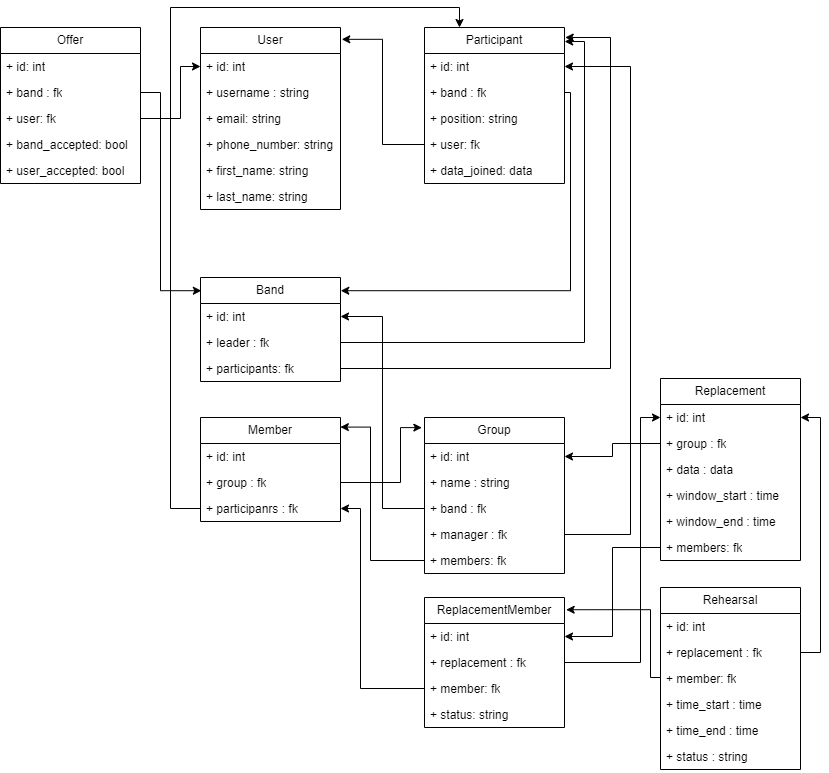 Offer
+ id: int
+ band : fk
+ user: fk
+ band_accepted: bool
+ user_accepted: bool
User
+ id: int
+ username : string
+ email: string
+ phone_number: string
+ first_name: string
+ last_name: string
Participant
+ id: int
+ band : fk
+ position: string
+ user: fk
+ data_joined: data
Band
+ id: int
+ leader : fk
+ participants: fk
Member
+ id: int
+ group : fk
+ participanrs : fk
Group
+ id: int
+ name : string
+ band : fk
+ manager : fk
+ members: fk
Replacement
+ id: int
+ group : fk
+ data : data
+ window_start : time
+ window_end : time
+ members: fk
ReplacementMember
+ id: int
+ replacement : fk
+ member: fk
+ status: string
Rehearsal
+ id: int
+ replacement : fk
+ member: fk
+ time_start : time
+ time_end : time
+ status : string